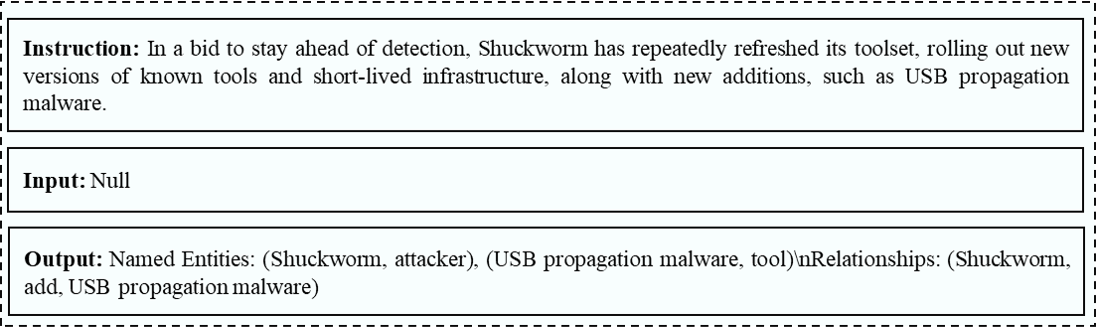 Instruction: In a bid to stay ahead of detection, Shuckworm has repeatedly refreshed its toolset, rolling out new
versions of known tools and short-lived infrastructure, along with new additions, such as USB propagation
malware.
Input: Null
Output: Named Entities: (Shuckworm, attacker), (USB propagation malware, tool)\nRelationships: (Shuckworm,
add, USB propagation malware)